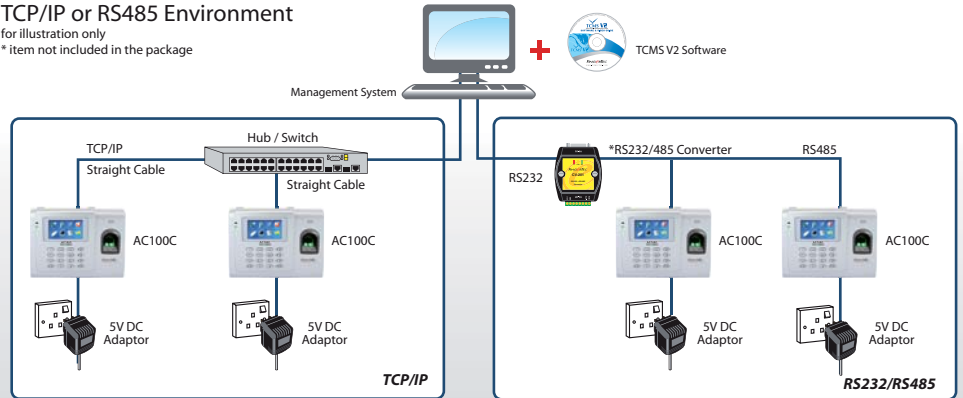 TCP/IP or RS485 Environment
for illustration only
* item not included in the package
TCMS V2
TCMS V2 Software
Management System
TCP/IP
Straight Cable
Hub / Switch
Straight Cable
AC100C
AC100C
5V DC
Adaptor
5V DC
Adaptor
TCP/IP
RS232
*RS232/485 Converter
RS485
AC100C
AC100C
5V DC
Adaptor
5V DC
Adaptor
RS232/RS485